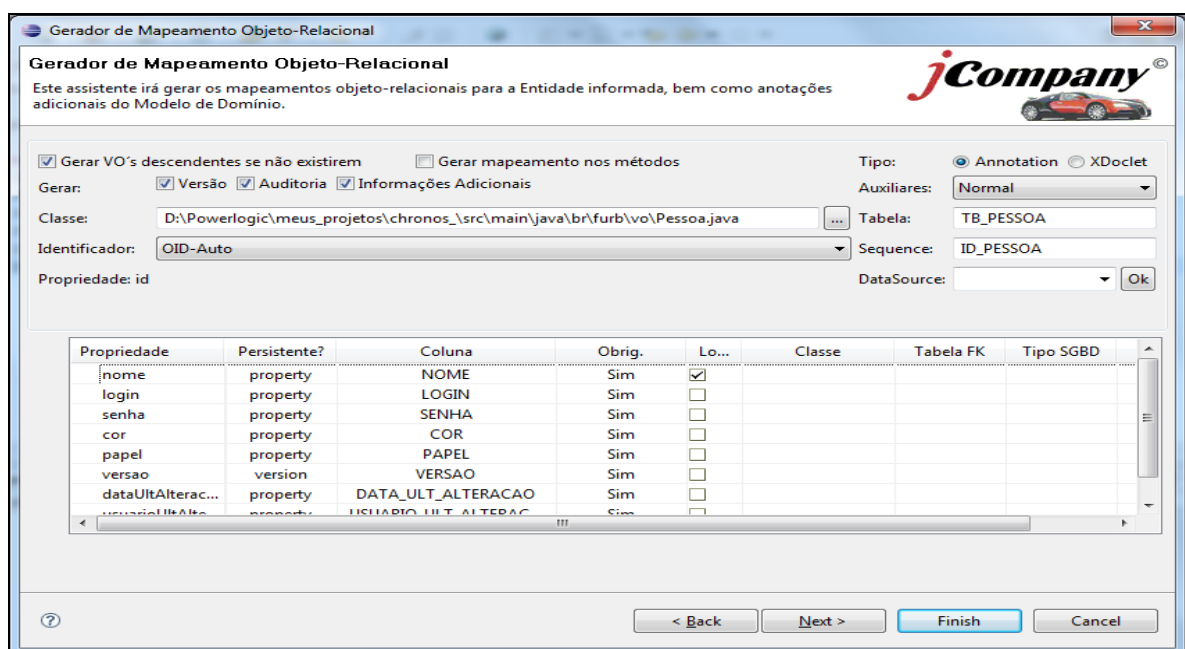 Gerador de Mapeamento Objeto-Relacional
Gerador de Mapeamento Objeto-Relacional
Este assistente irá gerar os mapeamentos objeto-relacionais para a Entidade informada, bem como anotações
adicionais do Modelo de Domínio.
jCompany ©
Gerar VO´s descendentes se não existirem Gerar mapeamento nos métodos Tipo: Annotation XDoclet
Gerar: Versão Auditoria Informações Adicionais Auxiliares: Normal
Classe: D:\Powerlogic\meus_projetos\chronos_\src\main\java\br\furb\vo\Pessoa.java ... Tabela: TB_PESSOA
Identificador: OID-Auto Sequence: ID_PESSOA
Propriedade: id DataSource: Ok
Propriedade Persistente? Coluna Obrig. Lo... Classe Tabela FK Tipo SGBD
nome property NOME Sim
login property LOGIN Sim
senha property SENHA Sim
cor property COR Sim
papel property PAPEL Sim
versao version VERSAO Sim
dataUltAlterac... property DATA_ULT_ALTERACAO Sim
usuarioUltAlte... property USUARIO_ULT_ALTERAC... Sim
< Back Next > Finish Cancel